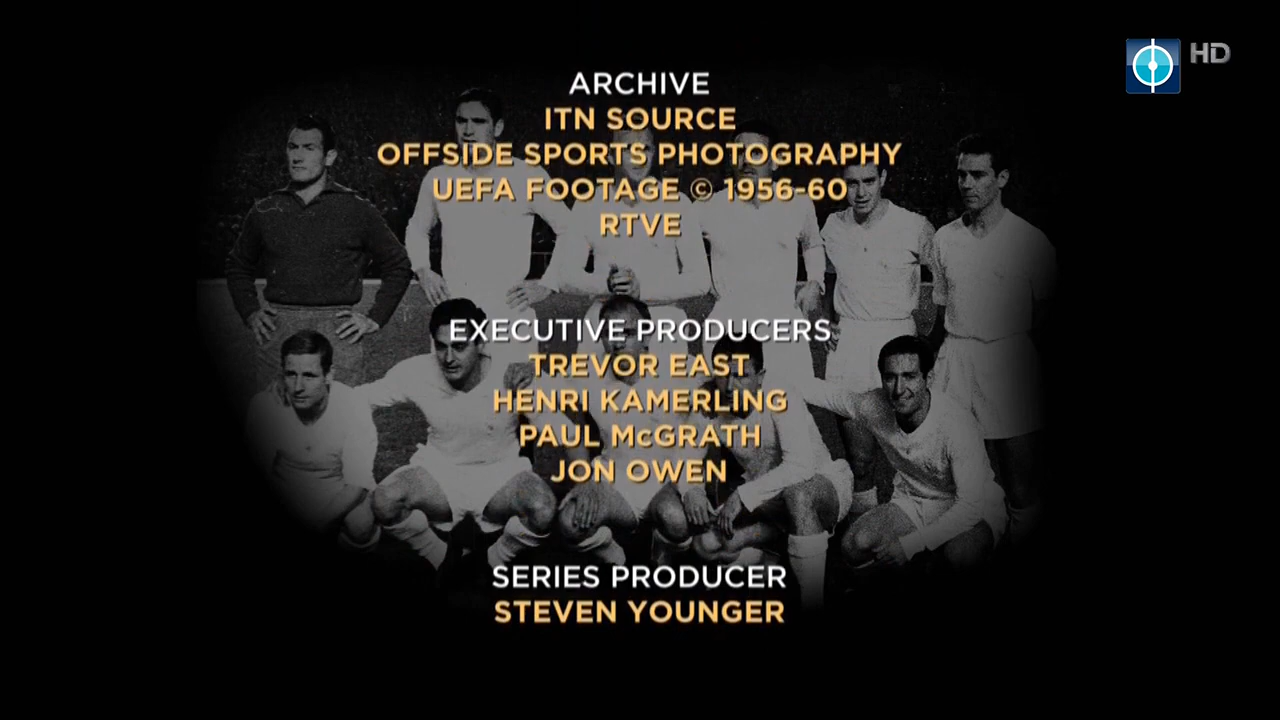 HD
ARCHIVE
ITN SOURCE
OFFSIDE SPORTS PHOTOGRAPHY
UEFA FOOTAGE © 1956-60
RTVE
EXECUTIVE PRODUCERS
TREVOR EAST
HENRI KAMERLING
PAUL McGRATH
JON OWEN
SERIES PRODUCER
STEVEN YOUNGER